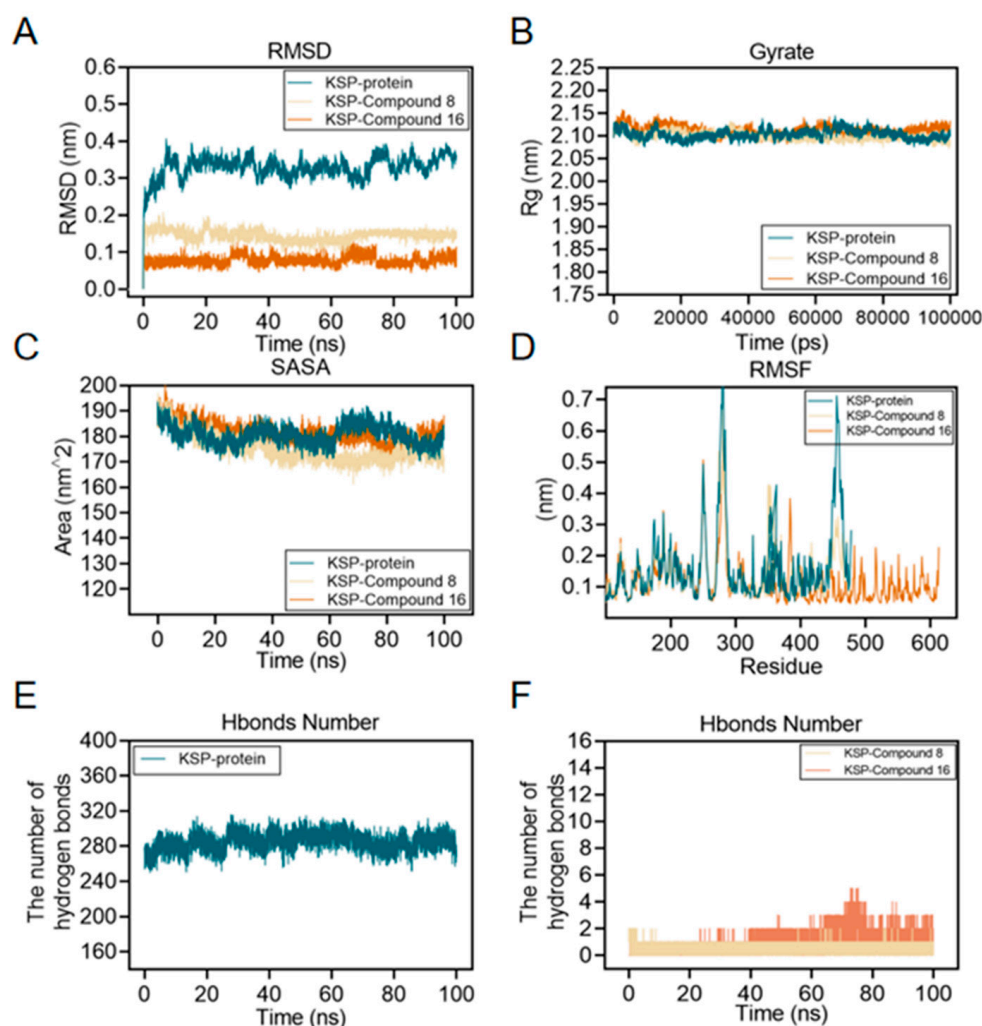 A
RMSD
0.6
0.5
0.4
0.3
0.2
0.1
0.0
RMSD (nm)
KSP-protein
KSP-Compound 8
KSP-Compound 16
0 20 40 60 80 100
Time (ns)
B
Gyrate
2.25
2.20
2.15
2.10
2.05
2.00
1.95
1.90
1.85
1.80
1.75
Rg (nm)
KSP-protein
KSP-Compound 8
KSP-Compound 16
0 20000 40000 60000 80000 100000
Time (ps)
C
SASA
200
190
180
170
160
150
140
130
120
Area (nm^2)
KSP-protein
KSP-Compound 8
KSP-Compound 16
0 20 40 60 80 100
Time (ns)
D
RMSF
0.7
0.6
0.5
0.4
0.3
0.2
0.1
(nm)
KSP-protein
KSP-Compound 8
KSP-Compound 16
200 300 400 500 600
Residue
E
Hbonds Number
400
360
320
280
240
200
160
The number of
hydrogen bonds
KSP-protein
0 20 40 60 80 100
Time (ns)
F
Hbonds Number
16
14
12
10
8
6
4
2
0
The number of
hydrogen bonds
KSP-Compound 8
KSP-Compound 16
0 20 40 60 80 100
Time (ns)